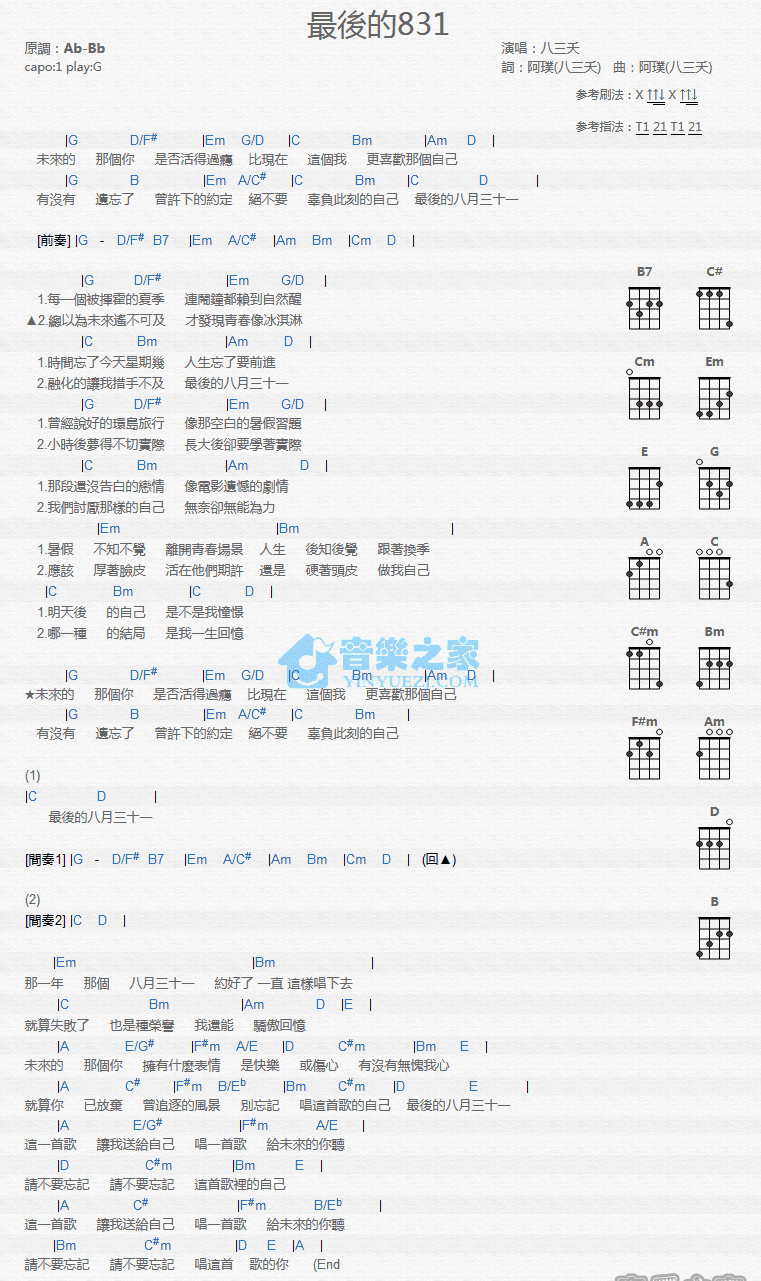 最後的831
原調：Ab-Bb
演唱：八三夭
capo:1 play:G
詞：阿璞(八三夭) 曲：阿璞(八三夭)
參考刷法：X ↑↑↓ X ↑↑↓
參考指法：T1 21 T1 21
|G D/F# |Em G/D |C Bm |Am D |
未來的 那個你 是否活得過癮 比現在 這個我 更喜歡那個自己
|G B |Em A/C# |C Bm |C D |
有沒有 遺忘了 曾許下的約定 絕不要 辜負此刻的自己 最後的八月三十一
[前奏] |G - D/F# B7 |Em A/C# |Am Bm |Cm D |
|G D/F# |Em G/D |
1.每一個被揮霍的夏季 連鬧鐘都賴到自然醒
▲2.總以為未來遙不可及 才發現青春像冰淇淋
|C Bm |Am D |
1.時間忘了今天星期幾 人生忘了要前進
2.融化的讓我措手不及 最後的八月三十一
|G D/F# |Em G/D |
1.曾經說好的環島旅行 像那空白的暑假習題
2.小時後夢得不切實際 長大後卻要學著實際
|C Bm |Am D |
1.那段還沒告白的戀情 像電影遺憾的劇情
2.我們討厭那樣的自己 無奈卻無能為力
|Em |Bm |
1.暑假 不知不覺 離開青春場景 人生 後知後覺 跟著換季
2.應該 厚著臉皮 活在他們期許 還是 硬著頭皮 做我自己
|C Bm |C D |
1.明天後 的自己 是不是我憧憬
2.哪一種 的結局 是我一生回憶
音樂之家
YINYUEZJ.COM
|G D/F# |Em G/D |C Bm |Am D |
★未來的 那個你 是否活得過癮 比現在 這個我 更喜歡那個自己
|G B |Em A/C# |C Bm |
有沒有 遺忘了 曾許下的約定 絕不要 辜負此刻的自己
(1)
|C D |
最後的八月三十一
[間奏1] |G - D/F# B7 |Em A/C# |Am Bm |Cm D | (回▲)
(2)
[間奏2] |C D |
|Em |Bm |
那一年 那個 八月三十一 約好了 一直 這樣唱下去
|C Bm |Am D |E |
就算失敗了 也是種榮譽 我還能 驕傲回憶
|A E/G# |F#m A/E |D C#m |Bm E |
未來的 那個你 擁有什麼表情 是快樂 或傷心 有沒有無愧我心
|A C# |F#m B/Eb |Bm C#m |D E |
就算你 已放棄 曾追逐的風景 別忘記 唱這首歌的自己 最後的八月三十一
|A E/G# |F#m A/E |
這一首歌 讓我送給自己 唱一首歌 給未來的你聽
|D C#m |Bm E |
請不要忘記 請不要忘記 這首歌裡的自己
|A C# |F#m B/Eb |
這一首歌 讓我送給自己 唱一首歌 給未來的你聽
|Bm C#m |D E |A |
請不要忘記 請不要忘記 唱這首 歌的你 (End
B7 C#
Cm Em
E G
A C
C#m Bm
F#m Am
D
B